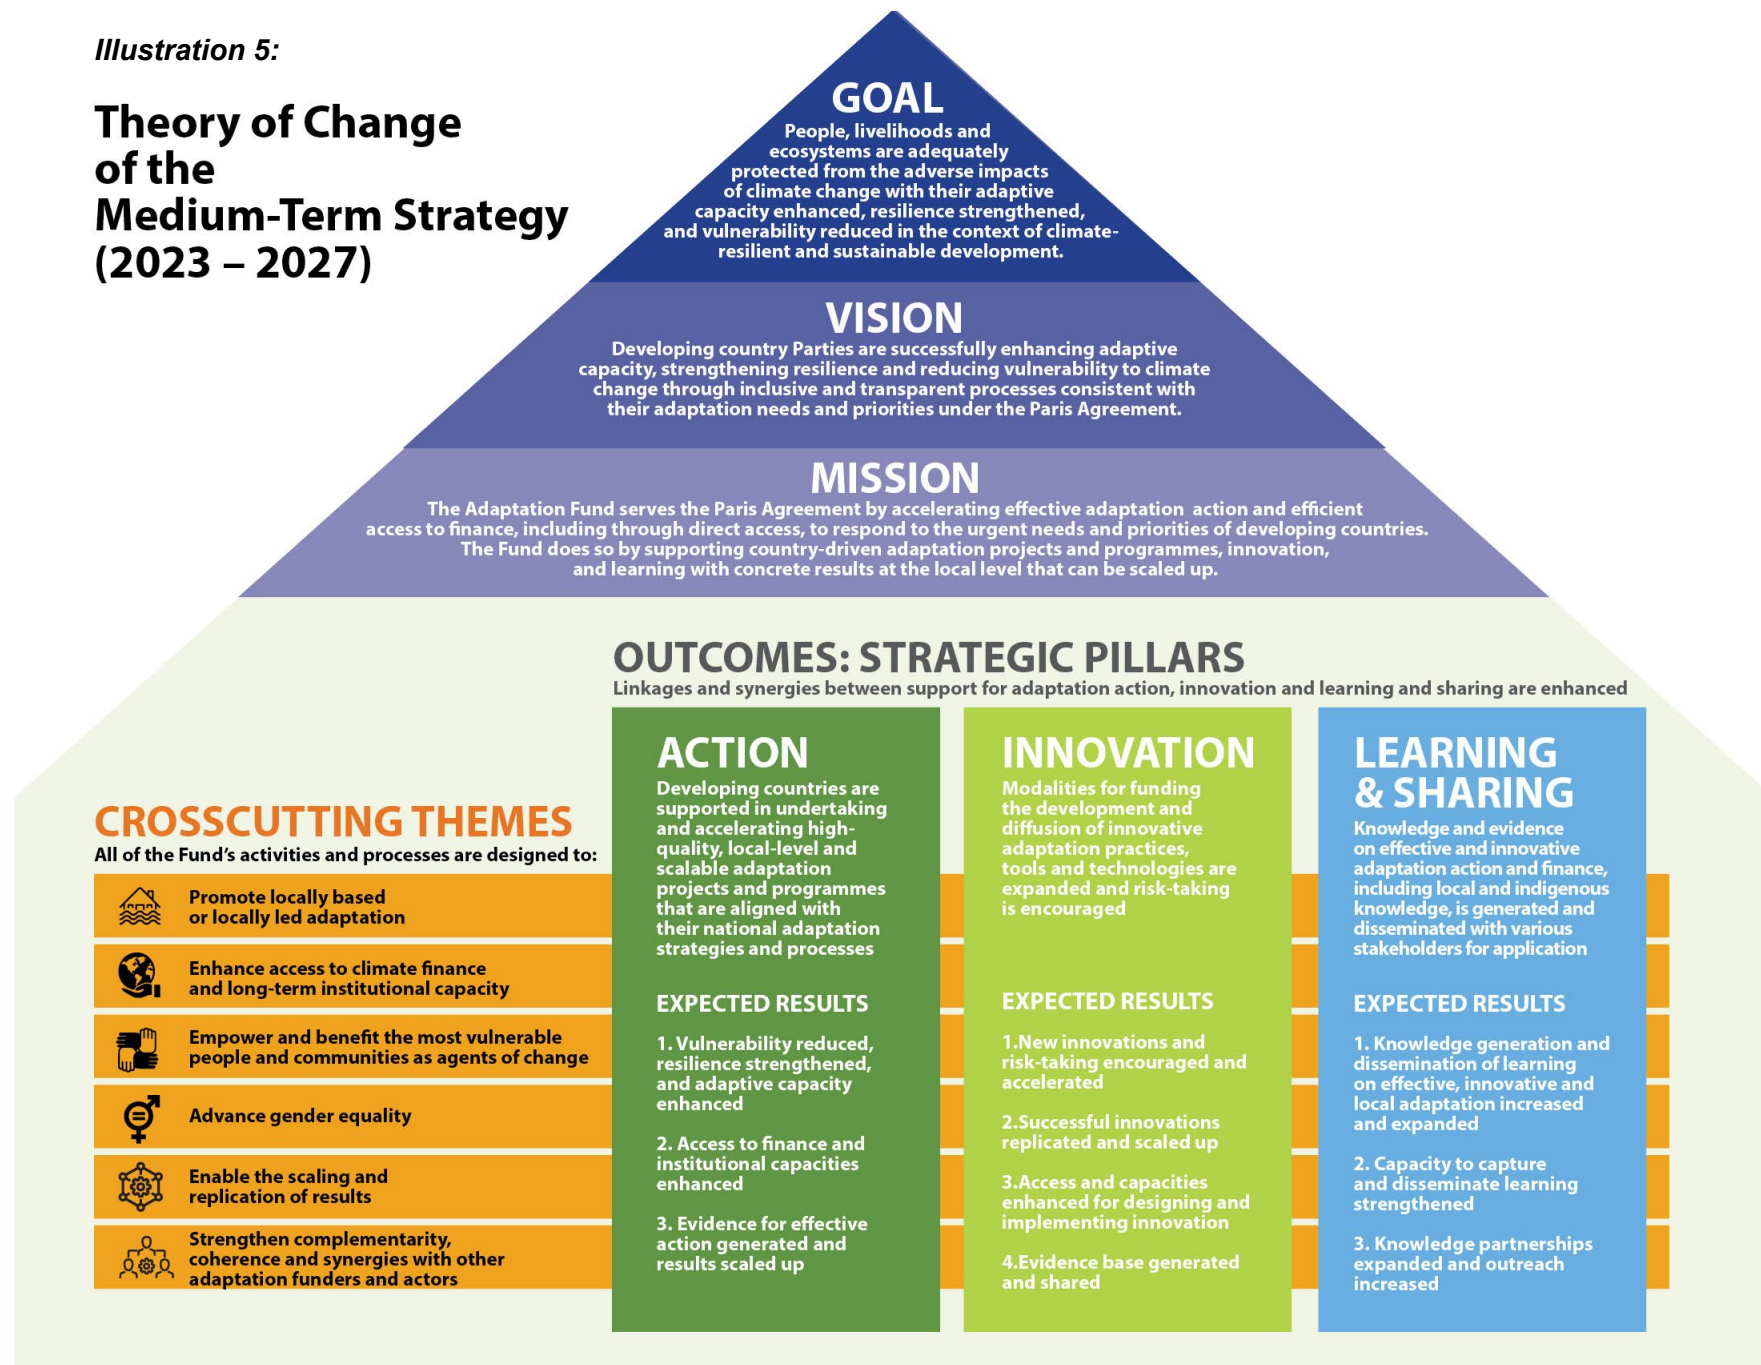 Illustration 5:
Theory of Change
of the
Medium-Term Strategy
(2023 – 2027)
GOAL
People, livelihoods and
ecosystems are adequately
protected from the adverse impacts
of climate change with their adaptive
capacity enhanced, resilience strengthened,
and vulnerability reduced in the context of climate-
resilient and sustainable development.
VISION
Developing country Parties are successfully enhancing adaptive
capacity, strengthening resilience and reducing vulnerability to climate
change through inclusive and transparent processes consistent with
their adaptation needs and priorities under the Paris Agreement.
MISSION
The Adaptation Fund serves the Paris Agreement by accelerating effective adaptation action and efficient
access to finance, including through direct access, to respond to the urgent needs and priorities of developing countries.
The Fund does so by supporting country-driven adaptation projects and programmes, innovation,
and learning with concrete results at the local level that can be scaled up.
OUTCOMES: STRATEGIC PILLARS
Linkages and synergies between support for adaptation action, innovation and learning and sharing are enhanced
CROSSCUTTING THEMES
All of the Fund's activities and processes are designed to:
Promote locally based
or locally led adaptation
Enhance access to climate finance
and long-term institutional capacity
Empower and benefit the most vulnerable
people and communities as agents of change
Advance gender equality
Enable the scaling and
replication of results
Strengthen complementarity,
coherence and synergies with other
adaptation funders and actors
ACTION
Developing countries are
supported in undertaking
and accelerating high-
quality, local-level and
scalable adaptation
projects and programmes
that are aligned with
their national adaptation
strategies and processes
EXPECTED RESULTS
1. Vulnerability reduced,
resilience strengthened,
and adaptive capacity
enhanced
2. Access to finance and
institutional capacities
enhanced
3. Evidence for effective
action generated and
results scaled up
INNOVATION
Modalities for funding
the development and
diffusion of innovative
adaptation practices,
tools and technologies are
expanded and risk-taking
is encouraged
EXPECTED RESULTS
1.New innovations and
risk-taking encouraged and
accelerated
2.Successful innovations
replicated and scaled up
3.Access and capacities
enhanced for designing and
implementing innovation
4.Evidence base generated
and shared
LEARNING
& SHARING
Knowledge and evidence
on effective and innovative
adaptation action and finance,
including local and indigenous
knowledge, is generated and
disseminated with various
stakeholders for application
EXPECTED RESULTS
1. Knowledge generation and
dissemination of learning
on effective, innovative and
local adaptation increased
and expanded
2. Capacity to capture
and disseminate learning
strengthened
3. Knowledge partnerships
expanded and outreach
increased